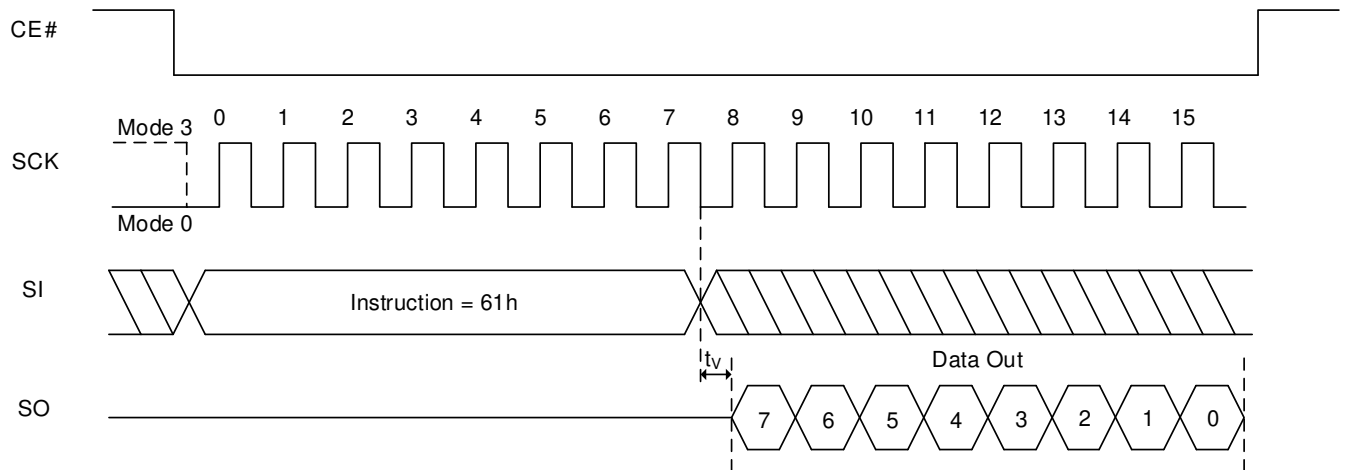 CE#
Mode 3 0 1 2 3 4 5 6 7 8 9 10 11 12 13 14 15
SCK
Mode 0
SI Instruction = 61h
tV Data Out
SO 7 6 5 4 3 2 1 0